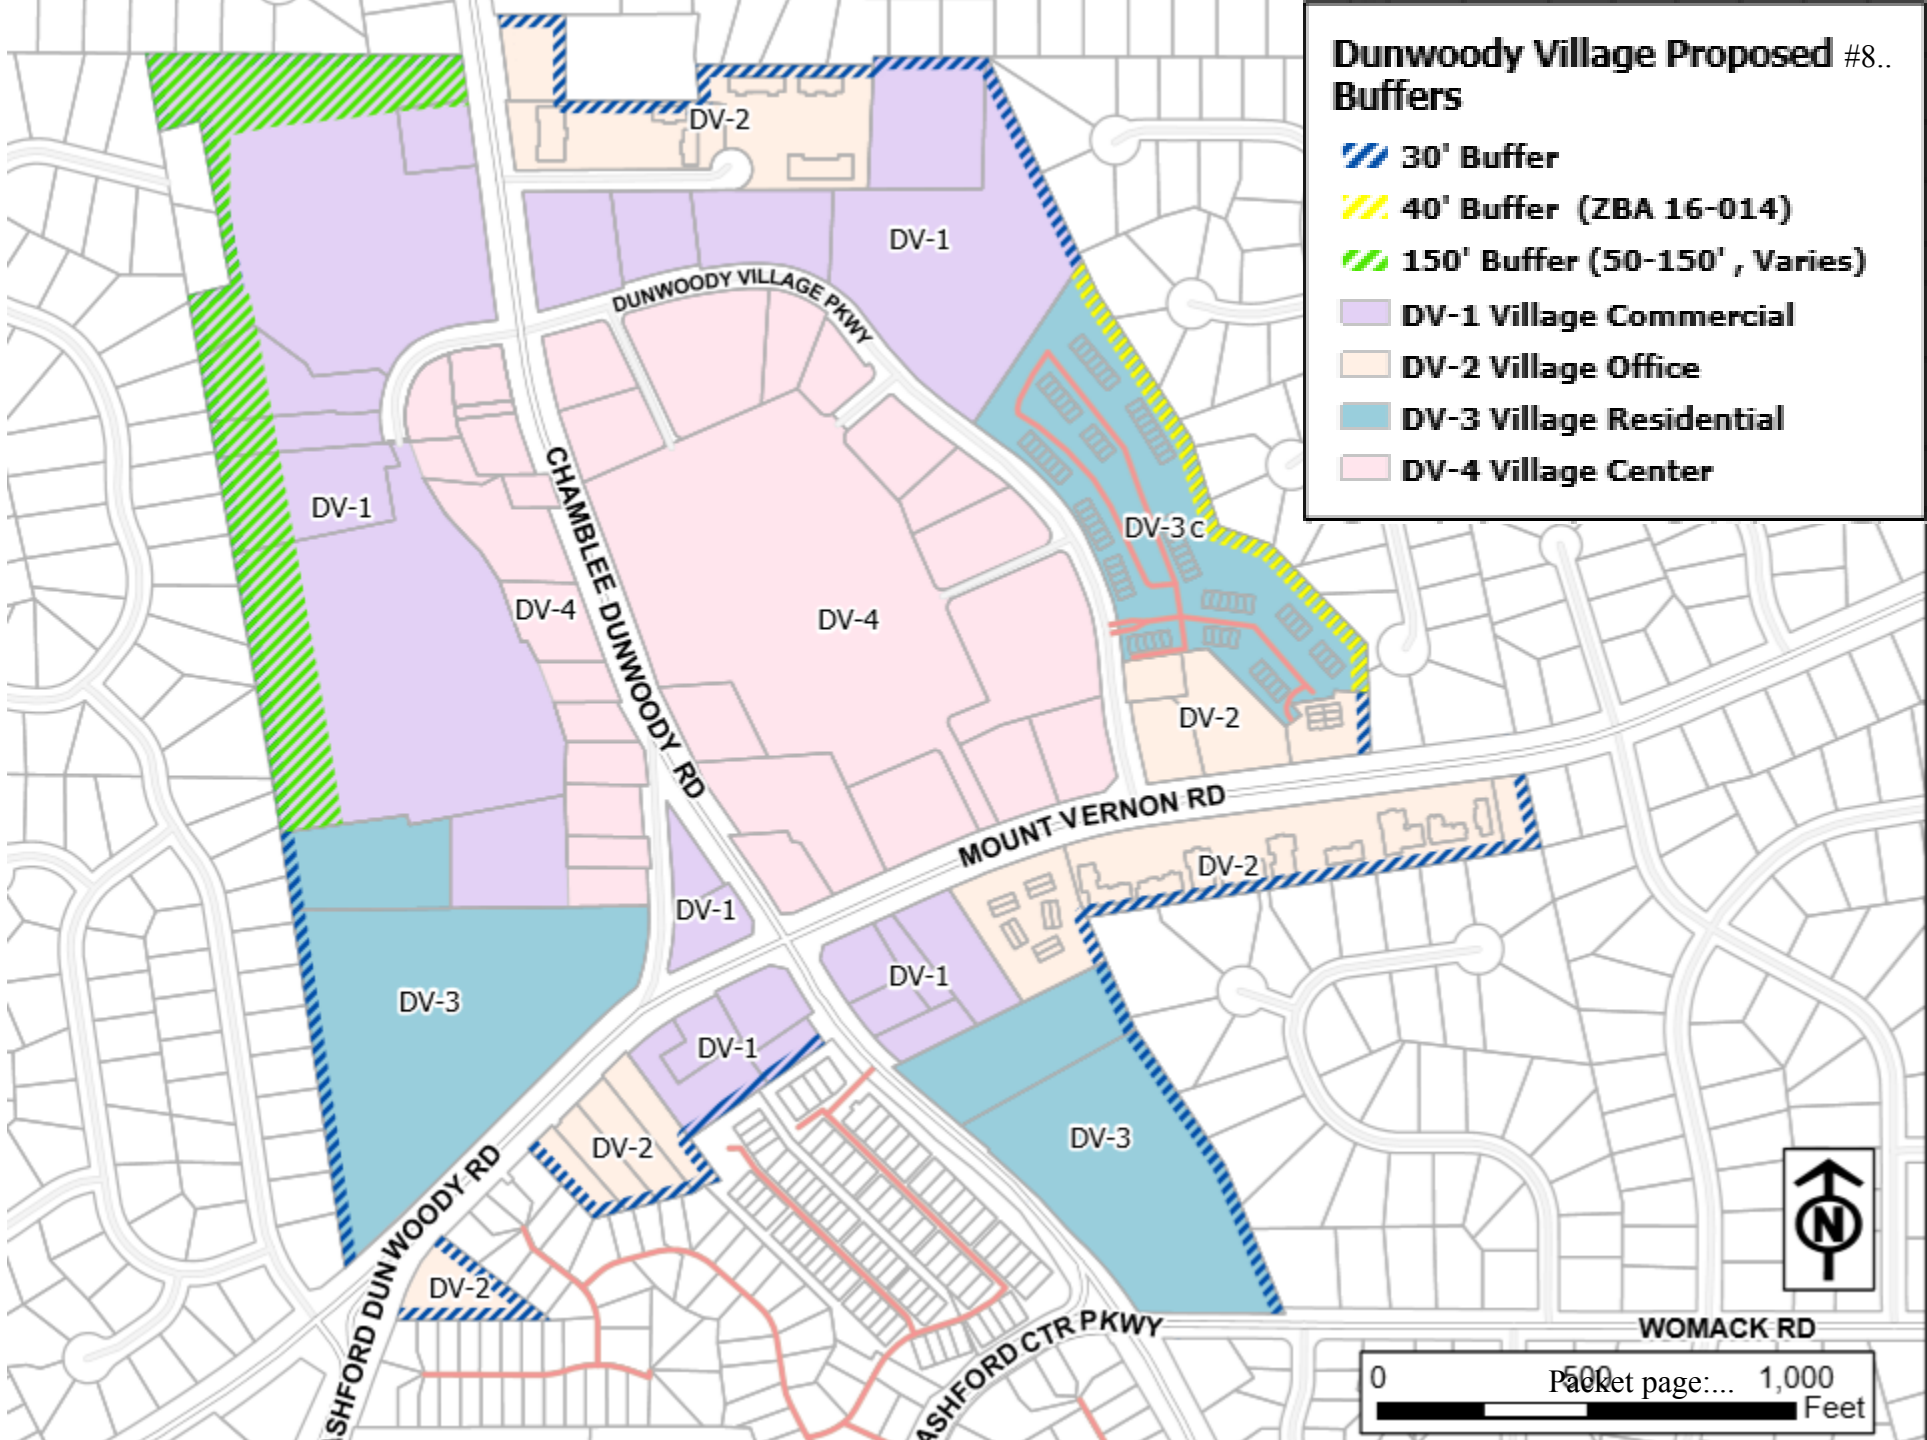 Dunwoody Village Proposed #8..
Buffers
30' Buffer
40' Buffer (ZBA 16-014)
150' Buffer (50-150' , Varies)
DV-1 Village Commercial
DV-2 Village Office
DV-3 Village Residential
DV-4 Village Center
DV-2
DV-1
DUNWOODY VILLAGE PKWY
DV-1
CHAMBLEE DUNWOODY RD
DV-3 c
DV-4
DV-4
DV-2
MOUNT VERNON RD
DV-2
DV-1
DV-1
DV-3
DV-1
DV-2
DV-3
ASHFORD DUNWOODY RD
DV-2
ASHFORD CTR PKWY
WOMACK RD
N
0 500 1,000
Packet page:...
Feet